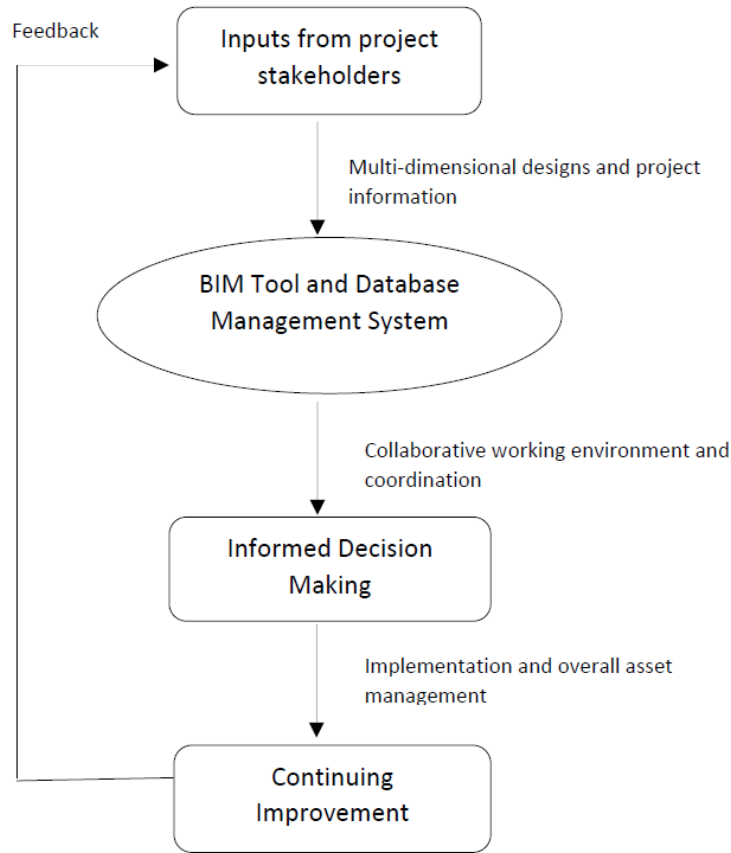 Feedback
Inputs from project
stakeholders
Multi-dimensional designs and project
information
BIM Tool and Database
Management System
Collaborative working environment and
coordination
Informed Decision
Making
Implementation and overall asset
management
Continuing
Improvement